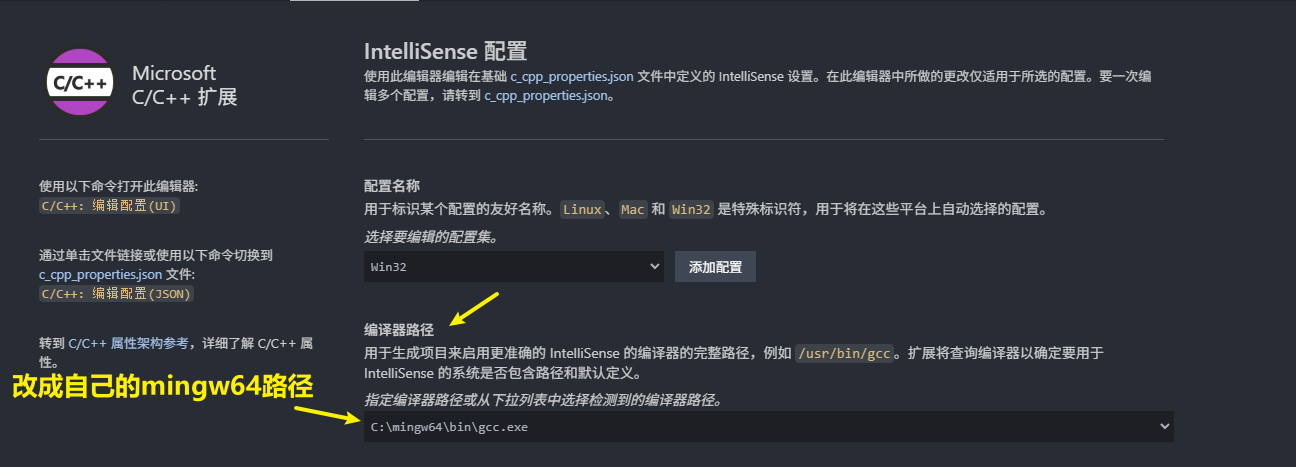 IntelliSense 配置
使用此编辑器编辑在基础 c_cpp_properties.json 文件中定义的 IntelliSense 设置。在此编辑器中所做的更改仅适用于所选的配置。要一次编
辑多个配置，请转到 c_cpp_properties.json。
C/C++
Microsoft
C/C++ 扩展
使用以下命令打开此编辑器:
C/C++: 编辑配置(UI)
通过单击文件链接或使用以下命令切换到
c_cpp_properties.json 文件:
C/C++: 编辑配置(JSON)
转到 C/C++ 属性架构参考，详细了解 C/C++ 属
性。
改成自己的mingw64路径
配置名称
用于标识某个配置的友好名称。Linux、Mac 和 Win32 是特殊标识符，用于将在这些平台上自动选择的配置。
选择要编辑的配置集。
Win32
添加配置
编译器路径
用于生成项目来启用更准确的 IntelliSense 的编译器的完整路径，例如 /usr/bin/gcc。扩展将查询编译器以确定要用于
IntelliSense 的系统是否包含路径和默认定义。
指定编译器路径或从下拉列表中选择检测到的编译器路径。
C:\mingw64\bin\gcc.exe